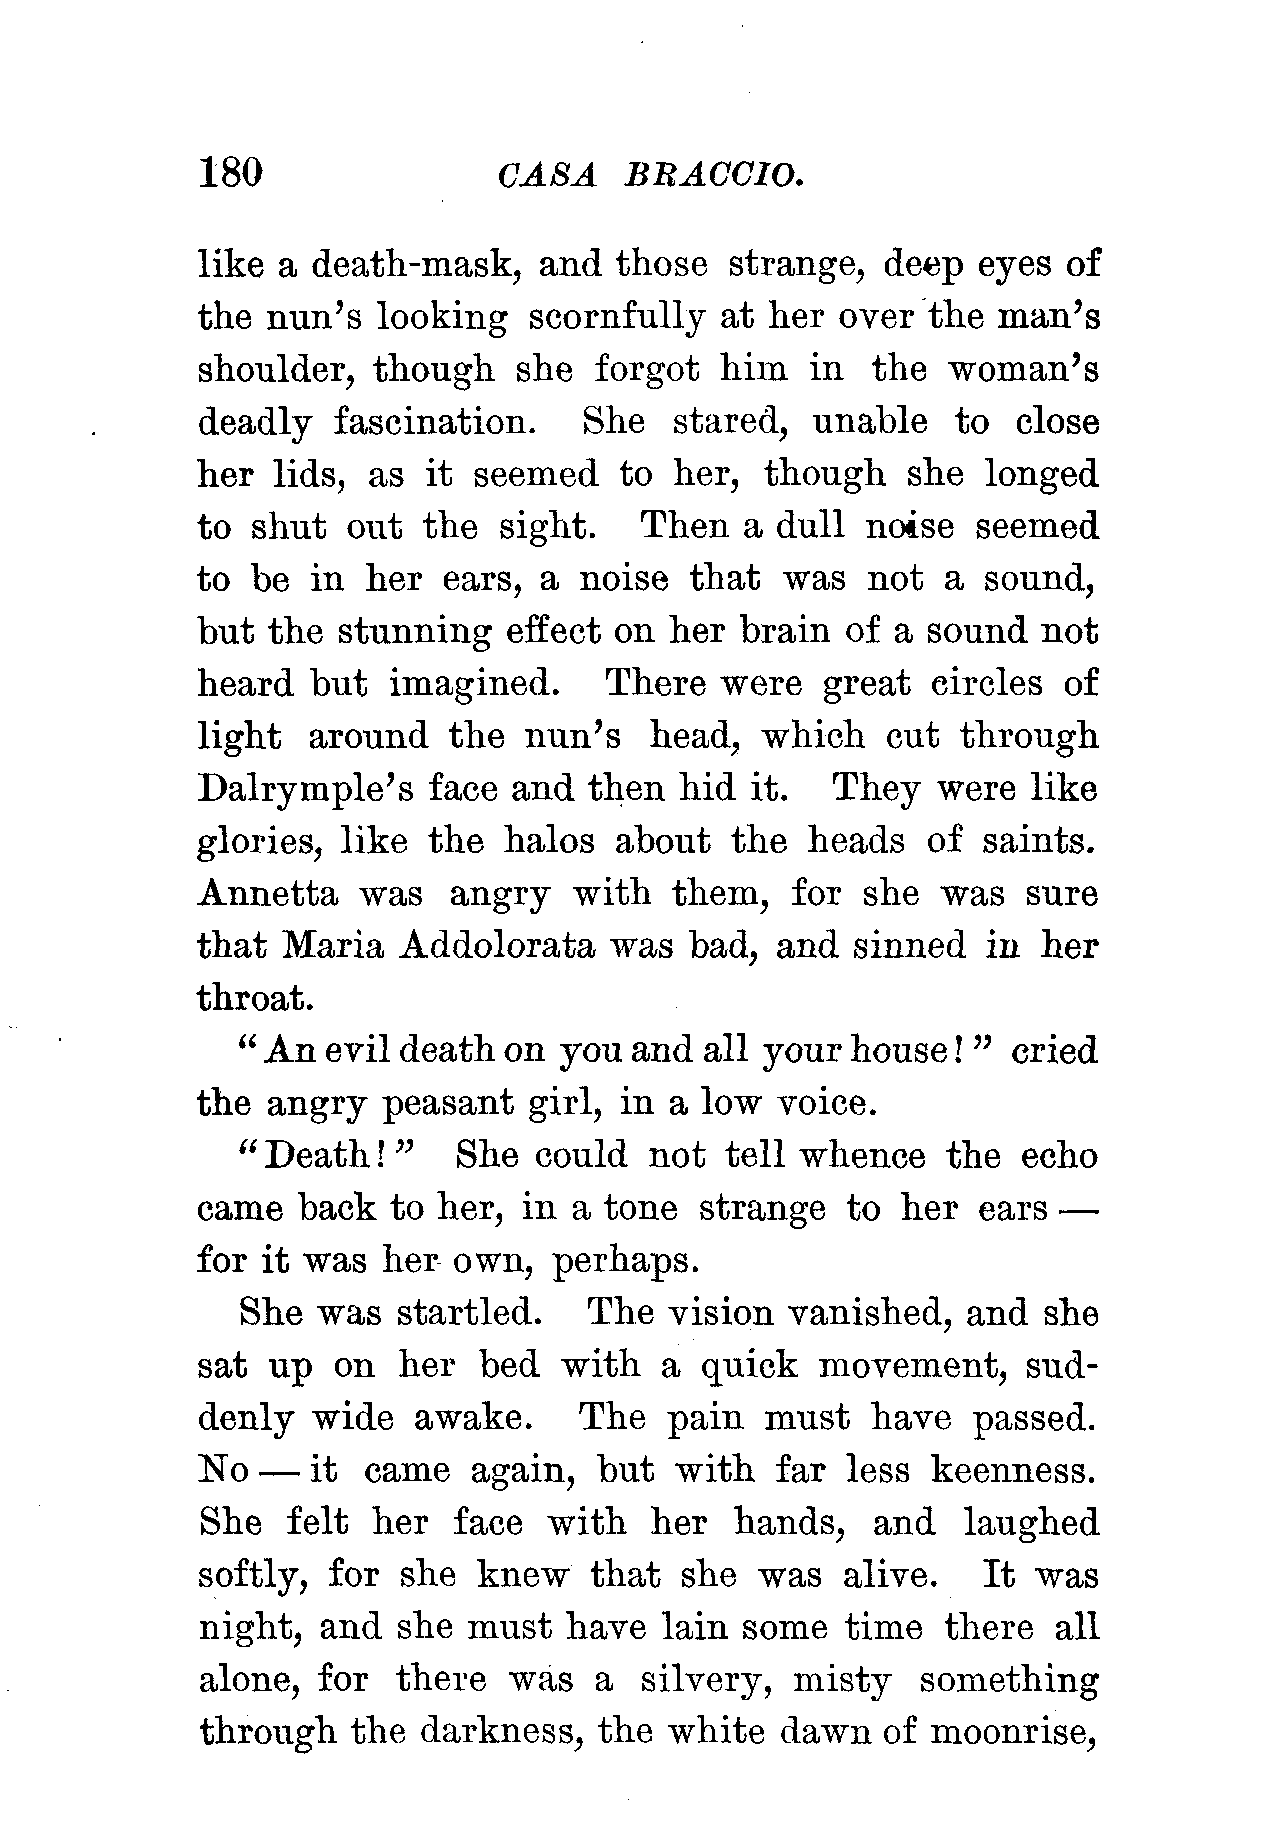 180 CASA BRACCIO.
like a death-mask, and those strange, deep eyes of
the nun's looking scornfully at her over the man's
shoulder, though she forgot him in the woman's
deadly fascination. She stared, unable to close
her lids, as it seemed to her, though she longed
to shut out the sight. Then a dull noise seemed
to be in her ears, a noise that was not a sound,
but the stunning effect on her brain of a sound not
heard but imagined. There were great circles of
light around the nun's head, which cut through
Dalrymple's face and then hid it. They were like
glories, like the halos about the heads of saints.
Annetta was angry with them, for she was sure
that Maria Addolorata was bad, and sinned in her
throat.
"An evil death on you and all your house!" cried
the angry peasant girl, in a low voice.
"Death!" She could not tell whence the echo
came back to her, in a tone strange to her ears —
for it was her own, perhaps.
She was startled. The vision vanished, and she
sat up on her bed with a quick movement, sud-
denly wide awake. The pain must have passed.
No — it came again, but with far less keenness.
She felt her face with her hands, and laughed
softly, for she knew that she was alive. It was
night, and she must have lain some time there all
alone, for there was a silvery, misty something
through the darkness, the white dawn of moonrise,